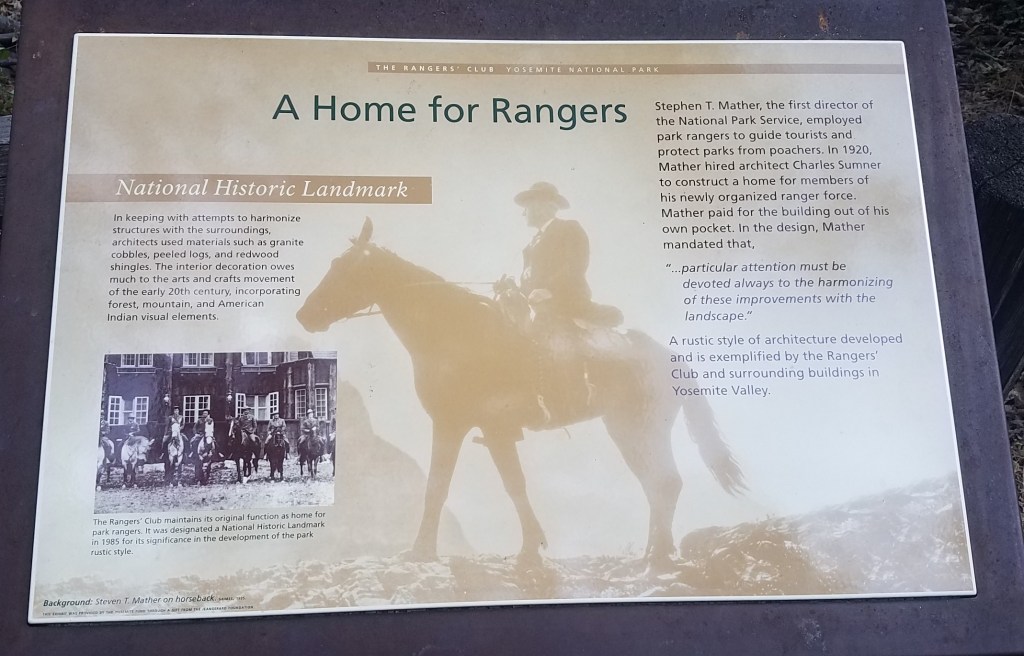 THE RANGERS' CLUB YOSEMITE NATIONAL PARK
A Home for Rangers
National Historic Landmark
In keeping with attempts to harmonize
structures with the surroundings,
architects used materials such as granite
cobbles, peeled logs, and redwood
shingles. The interior decoration owes
much to the arts and crafts movement
of the early 20th century, incorporating
forest, mountain, and American
Indian visual elements.
The Rangers' Club maintains its original function as home for
park rangers. It was designated a National Historic Landmark
in 1985 for its significance in the development of the park
rustic style.
Stephen T. Mather, the first director of
the National Park Service, employed
park rangers to guide tourists and
protect parks from poachers. In 1920,
Mather hired architect Charles Sumner
to construct a home for members of
his newly organized ranger force.
Mather paid for the building out of his
own pocket. In the design, Mather
mandated that,
"...particular attention must be
devoted always to the harmonizing
of these improvements with the
landscape."
A rustic style of architecture developed
and is exemplified by the Rangers'
Club and surrounding buildings in
Yosemite Valley.
Background: Steven T. Mather on horseback.